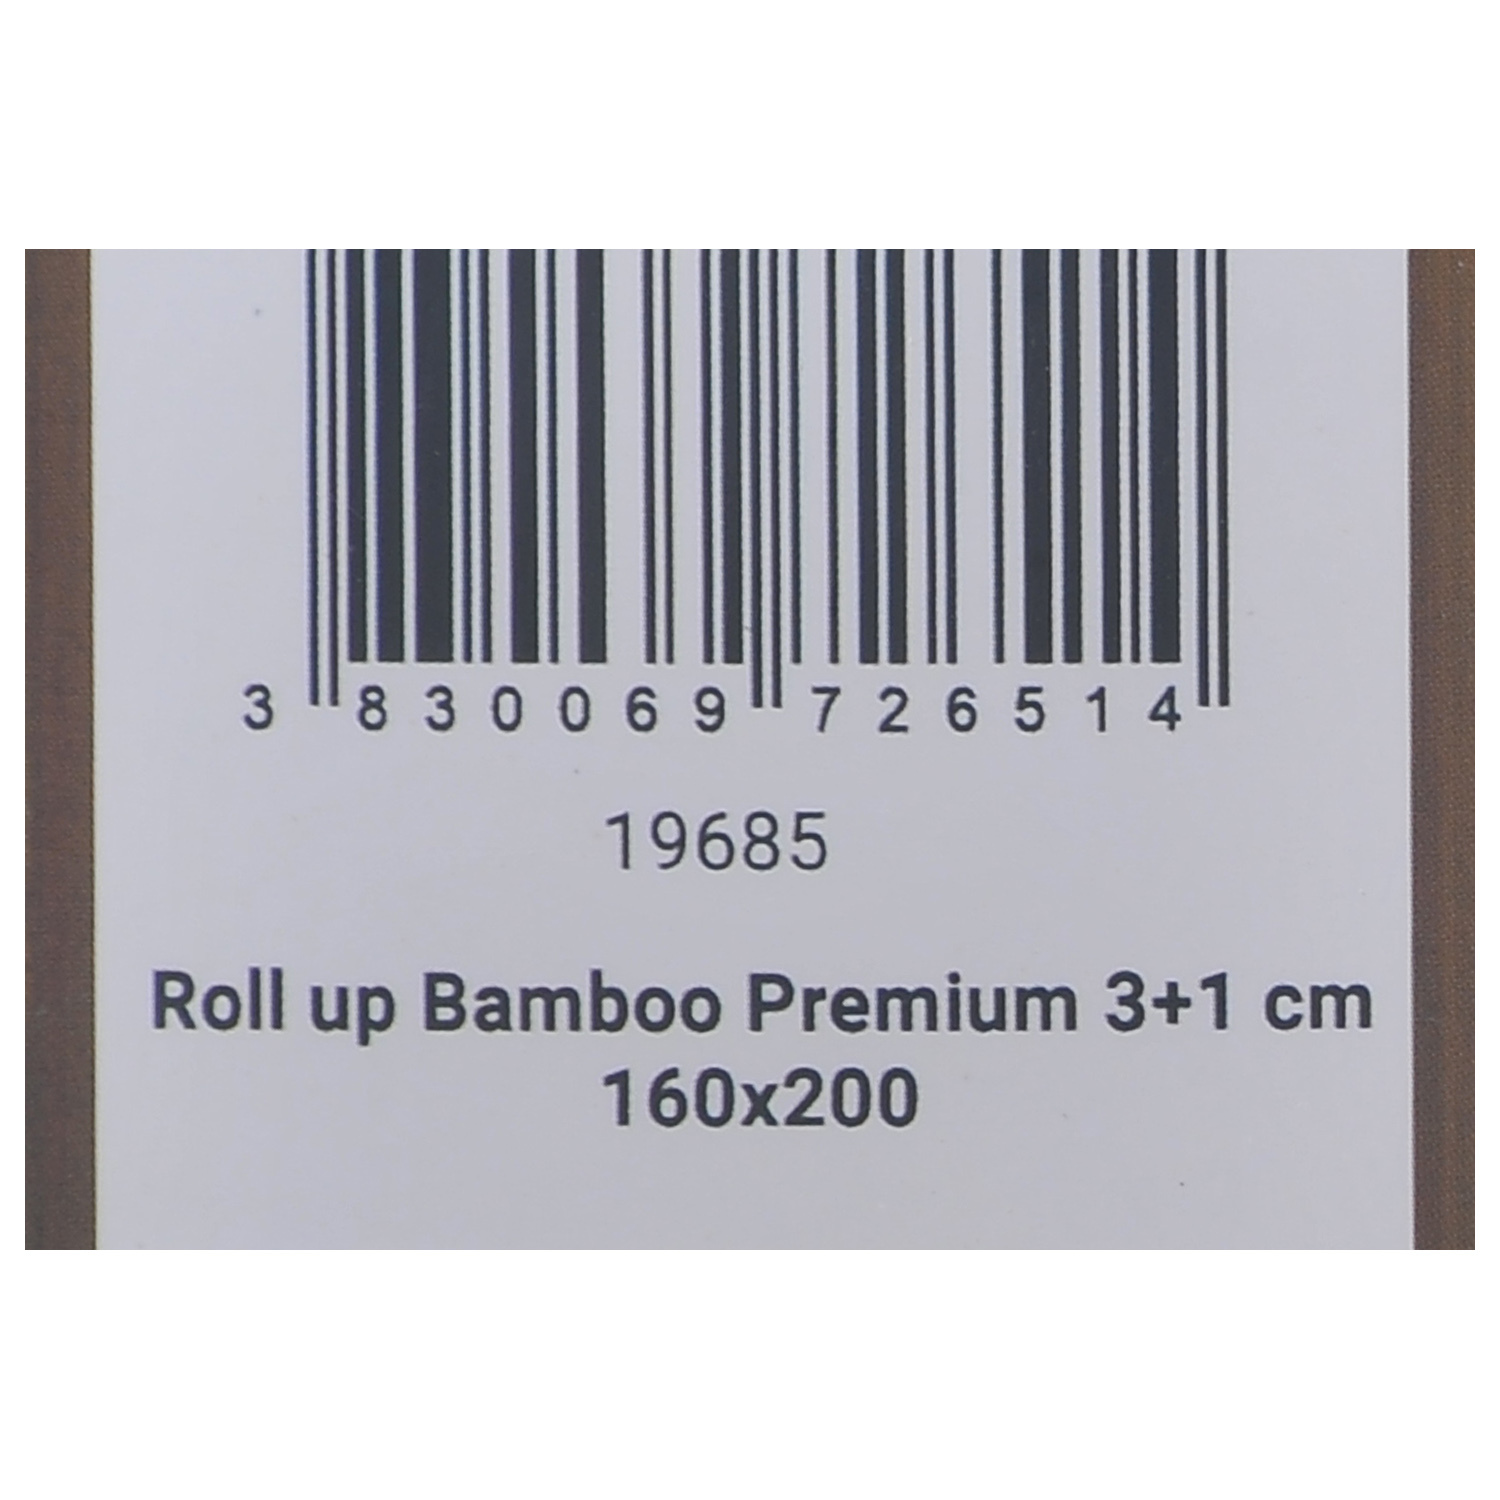 3 830069 726514
19685
Roll up Bamboo Premium 3+1 cm
160x200